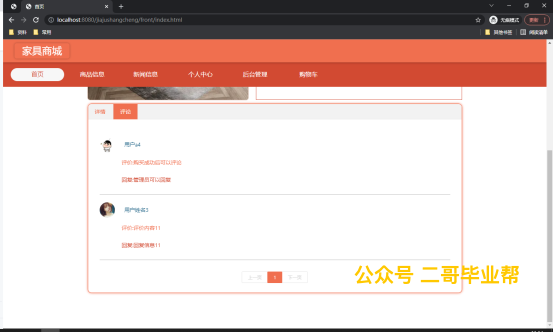 首页
localhost:8080/jiajushangcheng/front/index.html
无痕模式
更新
资料 常用 其他书签 阅读清单
家具商城
首页 商品信息 新闻信息 个人中心 后台管理 购物车
详情 评论
用户a4
评论:购买成功后可以评论
回复:管理员可以回复
用户姓名3
评论:评价内容11
回复:回复信息11
上一页 1 下一页
公众号 二哥毕业帮